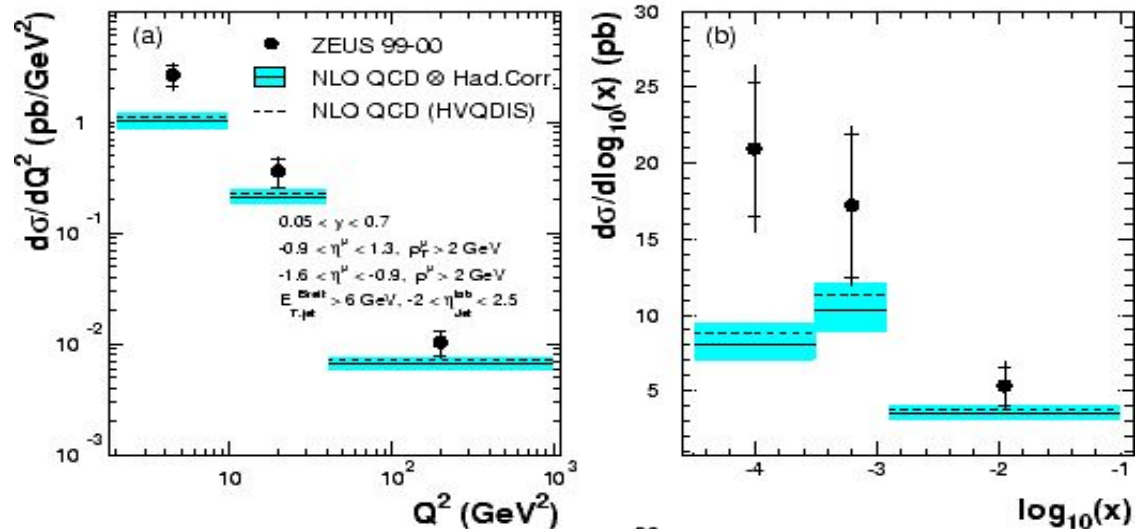 (a)
ZEUS 99-00
NLO QCD ⊗ Had.Corr.
NLO QCD (HVQDIS)
0.05 < y < 0.7
-0.9 < η^μ < 1.3, p_T^μ > 2 GeV
-1.6 < η^μ < -0.9, p^μ > 2 GeV
E_T,jet^Breit > 6 GeV, -2 < η_Jet^lab < 2.5
dσ/dQ² (pb/GeV²)
1
10⁻¹
10⁻²
10⁻³
10
10²
10³
Q² (GeV²)
(b)
dσ/dlog₁₀(x) (pb)
30
25
20
15
10
5
-4
-3
-2
-1
log₁₀(x)